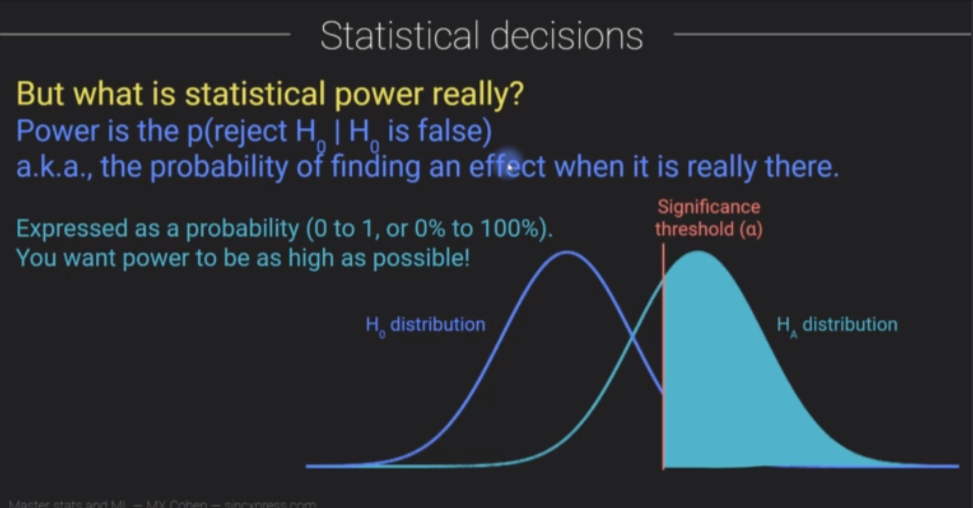 Statistical decisions
But what is statistical power really?
Power is the p(reject H₀ | H₀ is false)
a.k.a., the probability of finding an effect when it is really there.
Expressed as a probability (0 to 1, or 0% to 100%).
You want power to be as high as possible!
Significance
threshold (α)
H₀ distribution
H_A distribution
Master stats and ML — MX Cohen — sincxpress.com